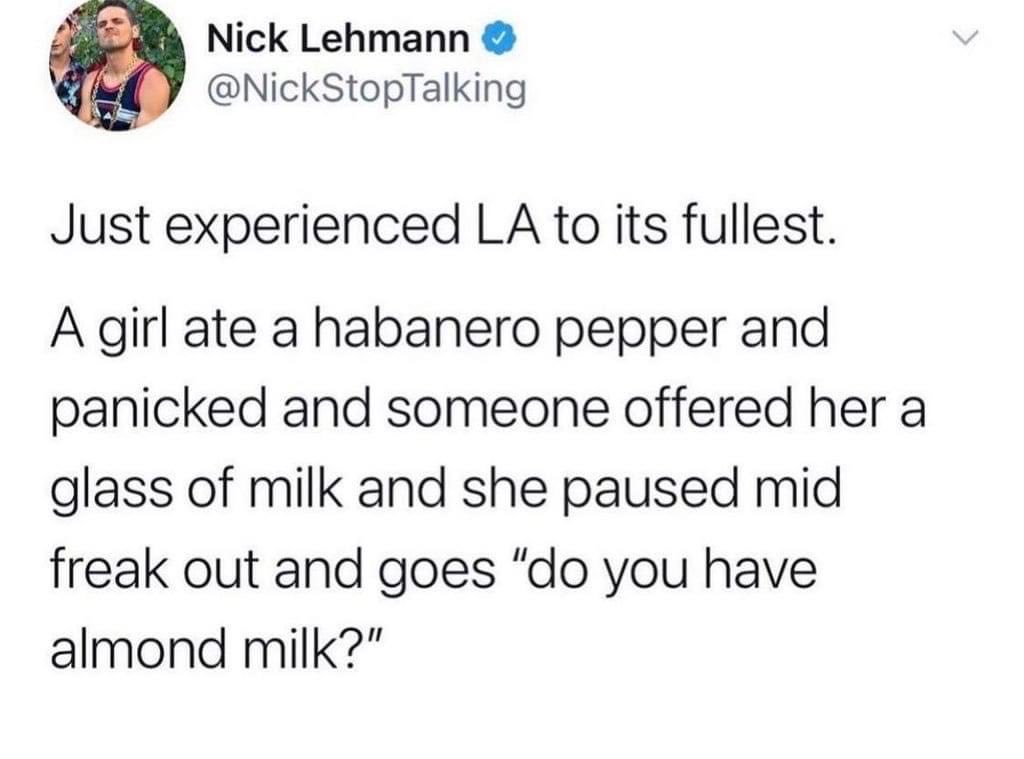 Nick Lehmann
@NickStopTalking
Just experienced LA to its fullest.
A girl ate a habanero pepper and
panicked and someone offered her a
glass of milk and she paused mid
freak out and goes "do you have
almond milk?"